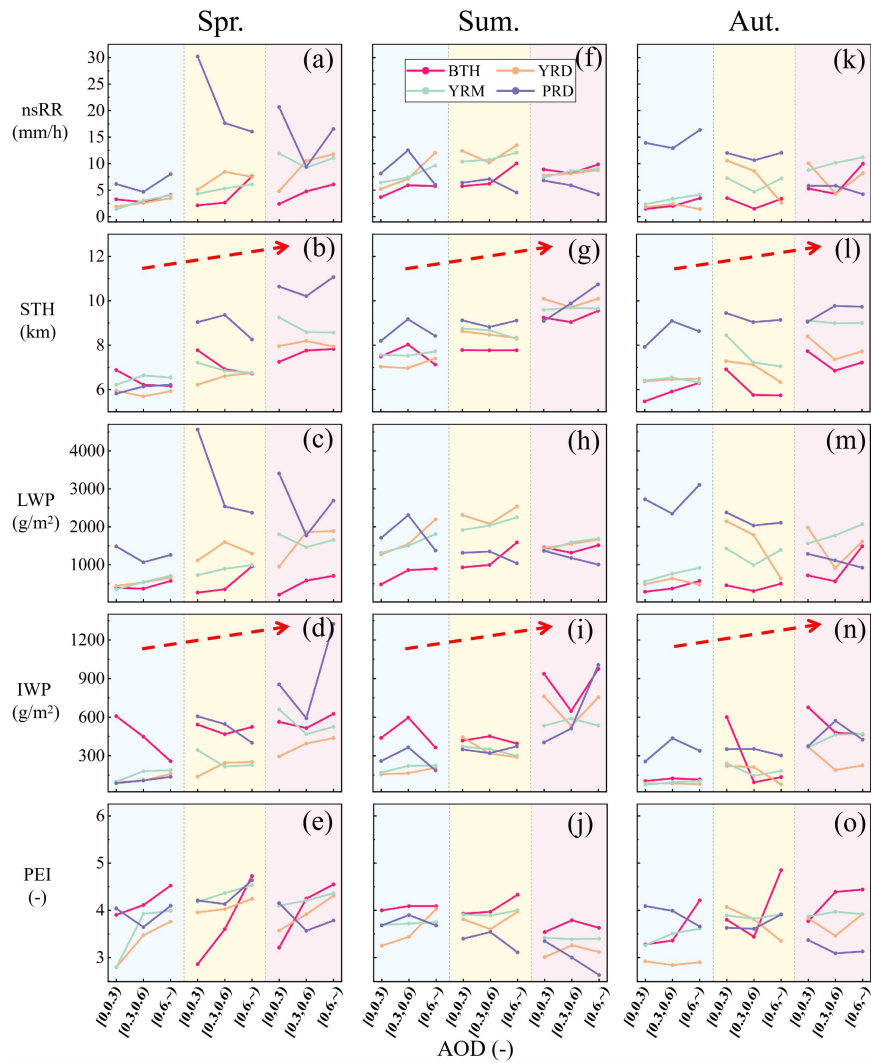 Spr. Sum. Aut.
(a) (f) (k)
nsRR
(mm/h)
30
25
20
15
10
5
0
BTH YRD
YRM PRD
(b) (g) (l)
STH
(km)
12
10
8
6
(c) (h) (m)
LWP
(g/m²)
4000
3000
2000
1000
(d) (i) (n)
IWP
(g/m²)
1200
900
600
300
(e) (j) (o)
PEI
(-)
6
5
4
3
[0,0.3) [0.3,0.6) [0.6,~) [0,0.3) [0.3,0.6) [0.6,~) [0,0.3) [0.3,0.6) [0.6,~) [0,0.3) [0.3,0.6) [0.6,~) [0,0.3) [0.3,0.6) [0.6,~) [0,0.3) [0.3,0.6) [0.6,~) [0,0.3) [0.3,0.6) [0.6,~) [0,0.3) [0.3,0.6) [0.6,~) [0,0.3) [0.3,0.6) [0.6,~)
AOD (-)